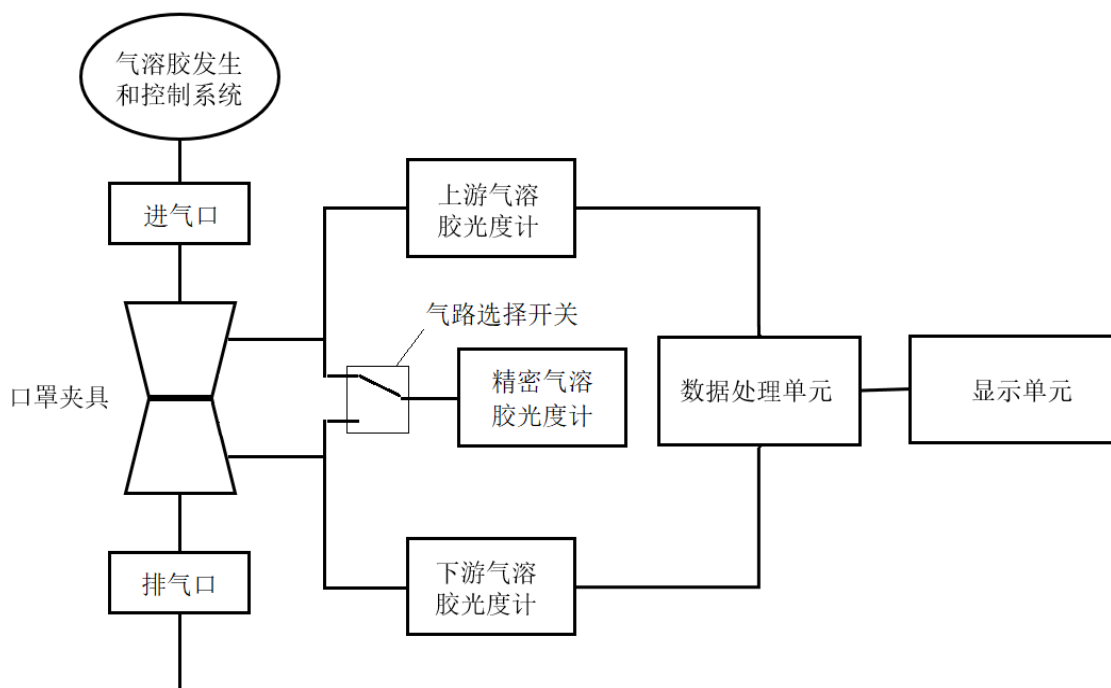 气溶胶发生
和控制系统
进气口
上游气溶
胶光度计
气路选择开关
口罩夹具
精密气溶
胶光度计
数据处理单元
显示单元
排气口
下游气溶
胶光度计